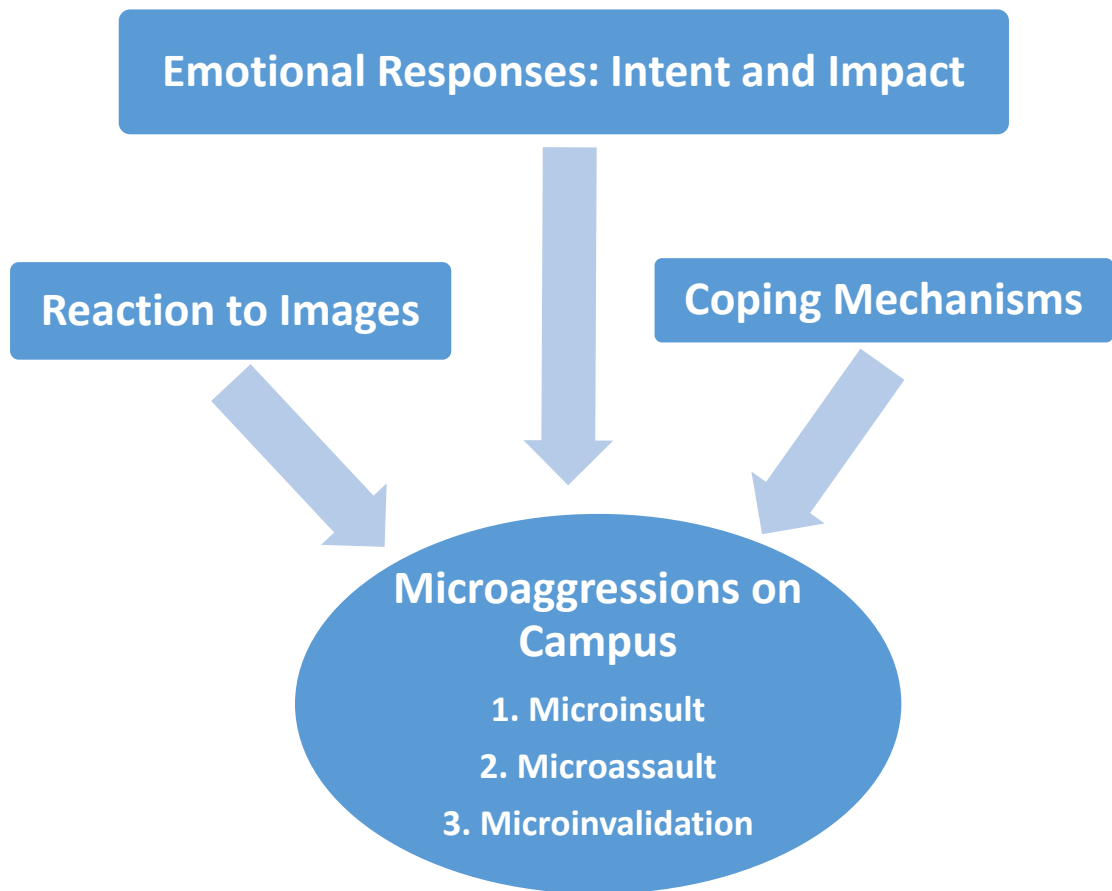 Emotional Responses: Intent and Impact
Reaction to Images
Coping Mechanisms
Microaggressions on
Campus
1. Microinsult
2. Microassault
3. Microinvalidation